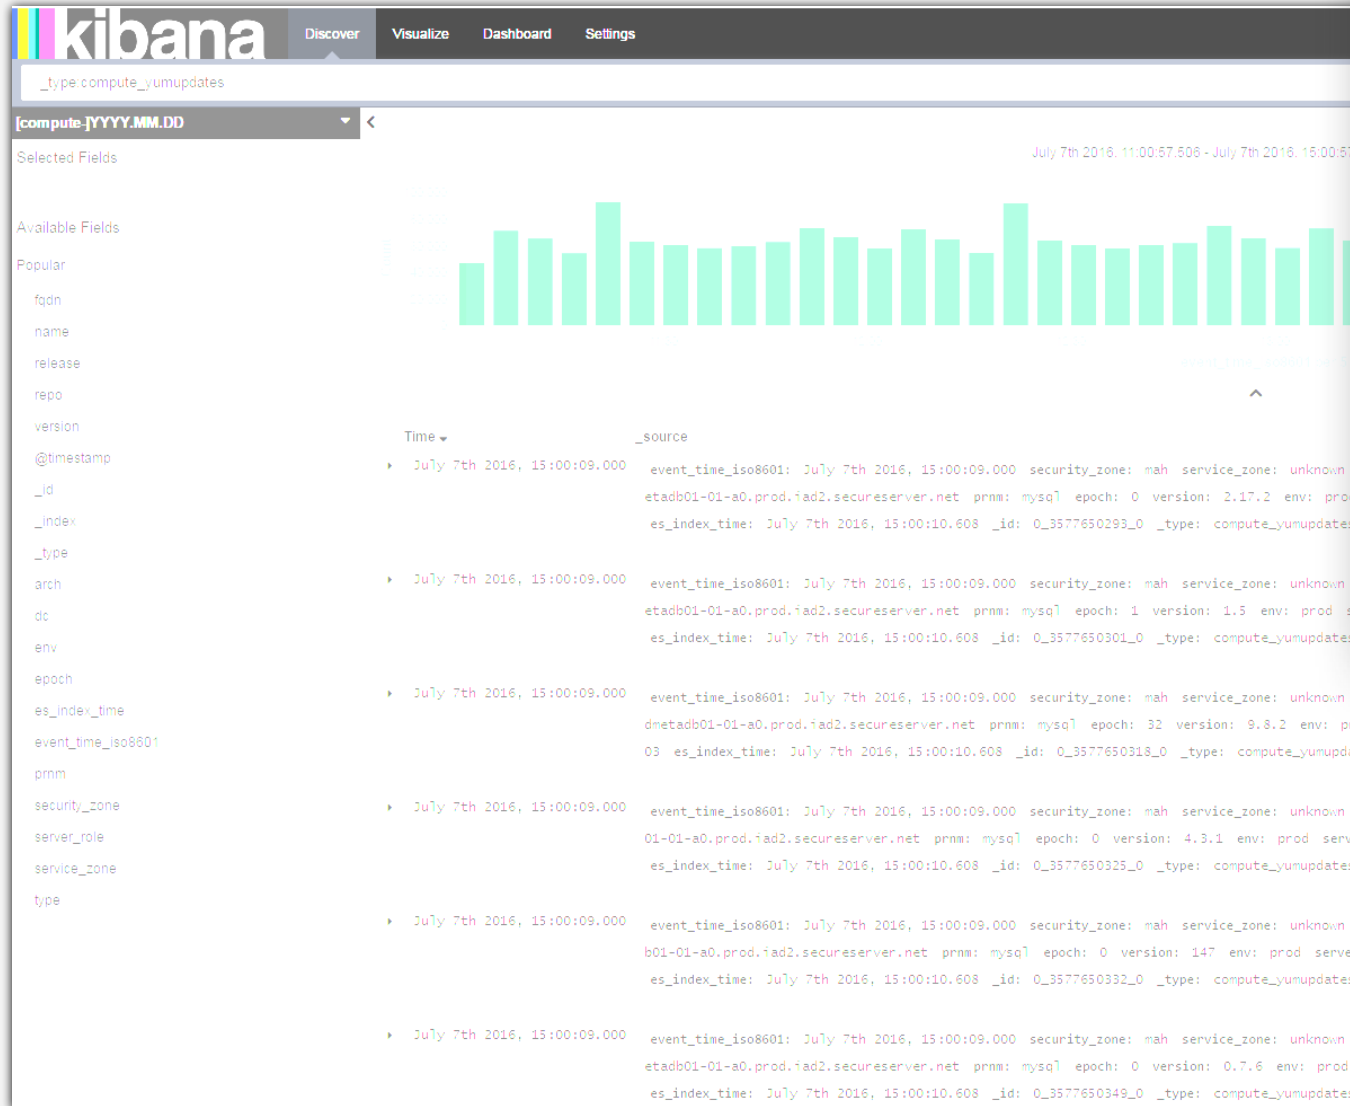 kibana Discover Visualize Dashboard Settings
_type:compute_yumupdates
[compute-]YYYY.MM.DD
Selected Fields
July 7th 2016, 11:00:57.506 - July 7th 2016, 15:00:57
Available Fields
Popular
fqdn
name
release
repo
version
@timestamp
_id
_index
_type
arch
dc
env
epoch
es_index_time
event_time_iso8601
prnm
security_zone
server_role
service_zone
type
Time _source
July 7th 2016, 15:00:09.000 event_time_iso8601: July 7th 2016, 15:00:09.000 security_zone: mah service_zone: unknown
etadb01-01-a0.prod.iad2.secureserver.net prnm: mysql epoch: 0 version: 2.17.2 env: prod
es_index_time: July 7th 2016, 15:00:10.608 _id: 0_3577650293_0 _type: compute_yumupdates
July 7th 2016, 15:00:09.000 event_time_iso8601: July 7th 2016, 15:00:09.000 security_zone: mah service_zone: unknown
etadb01-01-a0.prod.iad2.secureserver.net prnm: mysql epoch: 1 version: 1.5 env: prod s
es_index_time: July 7th 2016, 15:00:10.608 _id: 0_3577650301_0 _type: compute_yumupdates
July 7th 2016, 15:00:09.000 event_time_iso8601: July 7th 2016, 15:00:09.000 security_zone: mah service_zone: unknown
dmetadb01-01-a0.prod.iad2.secureserver.net prnm: mysql epoch: 32 version: 9.8.2 env: pr
03 es_index_time: July 7th 2016, 15:00:10.608 _id: 0_3577650318_0 _type: compute_yumupda
July 7th 2016, 15:00:09.000 event_time_iso8601: July 7th 2016, 15:00:09.000 security_zone: mah service_zone: unknown
01-01-a0.prod.iad2.secureserver.net prnm: mysql epoch: 0 version: 4.3.1 env: prod serv
es_index_time: July 7th 2016, 15:00:10.608 _id: 0_3577650325_0 _type: compute_yumupdates
July 7th 2016, 15:00:09.000 event_time_iso8601: July 7th 2016, 15:00:09.000 security_zone: mah service_zone: unknown
b01-01-a0.prod.iad2.secureserver.net prnm: mysql epoch: 0 version: 147 env: prod serve
es_index_time: July 7th 2016, 15:00:10.608 _id: 0_3577650332_0 _type: compute_yumupdates
July 7th 2016, 15:00:09.000 event_time_iso8601: July 7th 2016, 15:00:09.000 security_zone: mah service_zone: unknown
etadb01-01-a0.prod.iad2.secureserver.net prnm: mysql epoch: 0 version: 0.7.6 env: prod
es_index_time: July 7th 2016, 15:00:10.608 _id: 0_3577650349_0 _type: compute_yumupdates